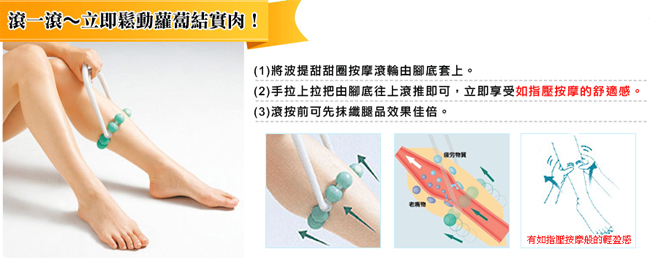 滾一滾～立即鬆動蘿蔔結實肉！
(1)將波提甜甜圈按摩滾輪由腳底套上。
(2)手拉上拉把由腳底往上滾推即可，立即享受如指壓按摩的舒適感。
(3)滾按前可先抹纖腿品效果佳倍。
疲労物質
老廃物
有如指壓按摩般的輕盈感